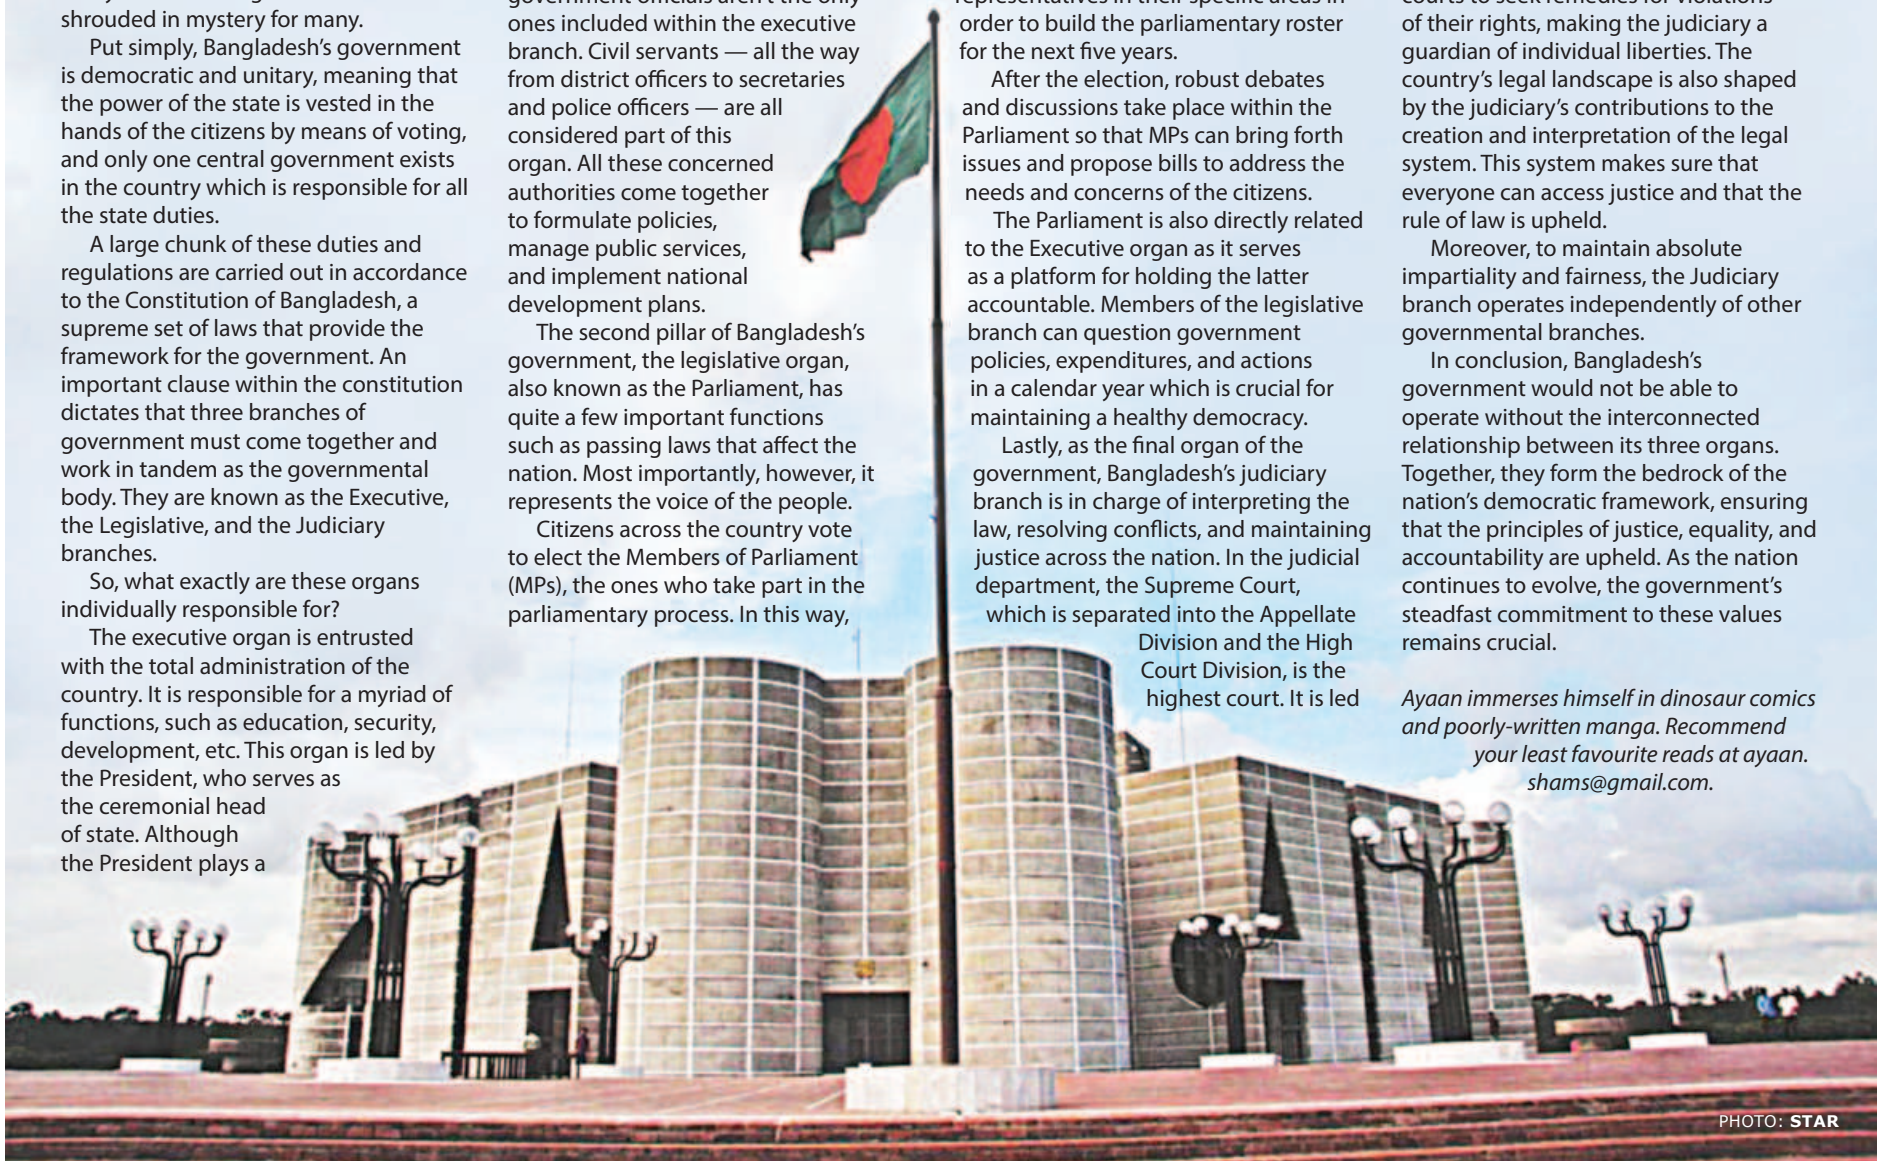 shrouded in mystery for many.
Put simply, Bangladesh’s government
is democratic and unitary, meaning that
the power of the state is vested in the
hands of the citizens by means of voting,
and only one central government exists
in the country which is responsible for all
the state duties.
A large chunk of these duties and
regulations are carried out in accordance
to the Constitution of Bangladesh, a
supreme set of laws that provide the
framework for the government. An
important clause within the constitution
dictates that three branches of
government must come together and
work in tandem as the governmental
body. They are known as the Executive,
the Legislative, and the Judiciary
branches.
So, what exactly are these organs
individually responsible for?
The executive organ is entrusted
with the total administration of the
country. It is responsible for a myriad of
functions, such as education, security,
development, etc. This organ is led by
the President, who serves as
the ceremonial head
of state. Although
the President plays a
government officials aren’t the only
ones included within the executive
branch. Civil servants — all the way
from district officers to secretaries
and police officers — are all
considered part of this
organ. All these concerned
authorities come together
to formulate policies,
manage public services,
and implement national
development plans.
The second pillar of Bangladesh’s
government, the legislative organ,
also known as the Parliament, has
quite a few important functions
such as passing laws that affect the
nation. Most importantly, however, it
represents the voice of the people.
Citizens across the country vote
to elect the Members of Parliament
(MPs), the ones who take part in the
parliamentary process. In this way,
representatives in their specific areas in
order to build the parliamentary roster
for the next five years.
After the election, robust debates
and discussions take place within the
Parliament so that MPs can bring forth
issues and propose bills to address the
needs and concerns of the citizens.
The Parliament is also directly related
to the Executive organ as it serves
as a platform for holding the latter
accountable. Members of the legislative
branch can question government
policies, expenditures, and actions
in a calendar year which is crucial for
maintaining a healthy democracy.
Lastly, as the final organ of the
government, Bangladesh’s judiciary
branch is in charge of interpreting the
law, resolving conflicts, and maintaining
justice across the nation. In the judicial
department, the Supreme Court,
which is separated into the Appellate
Division and the High
Court Division, is the
highest court. It is led
courts to seek remedies for violations
of their rights, making the judiciary a
guardian of individual liberties. The
country’s legal landscape is also shaped
by the judiciary’s contributions to the
creation and interpretation of the legal
system. This system makes sure that
everyone can access justice and that the
rule of law is upheld.
Moreover, to maintain absolute
impartiality and fairness, the Judiciary
branch operates independently of other
governmental branches.
In conclusion, Bangladesh’s
government would not be able to
operate without the interconnected
relationship between its three organs.
Together, they form the bedrock of the
nation’s democratic framework, ensuring
that the principles of justice, equality, and
accountability are upheld. As the nation
continues to evolve, the government’s
steadfast commitment to these values
remains crucial.
Ayaan immerses himself in dinosaur comics
and poorly-written manga. Recommend
your least favourite reads at ayaan.
shams@gmail.com.
PHOTO: STAR